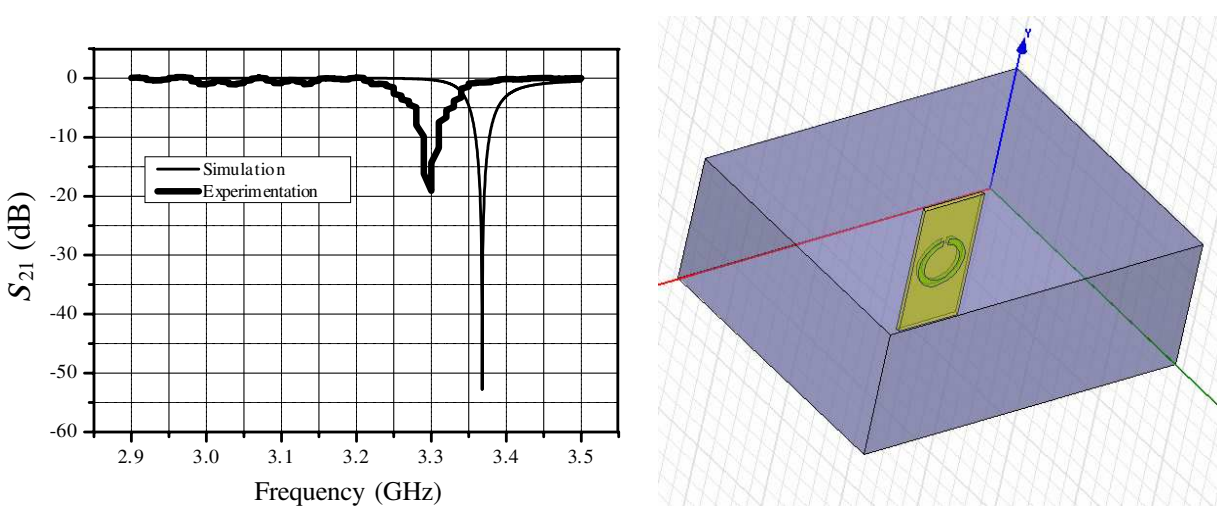 0
-10
-20
-30
-40
-50
-60
S21 (dB)
Simulation
Experimentation
2.9 3.0 3.1 3.2 3.3 3.4 3.5
Frequency (GHz)
Y